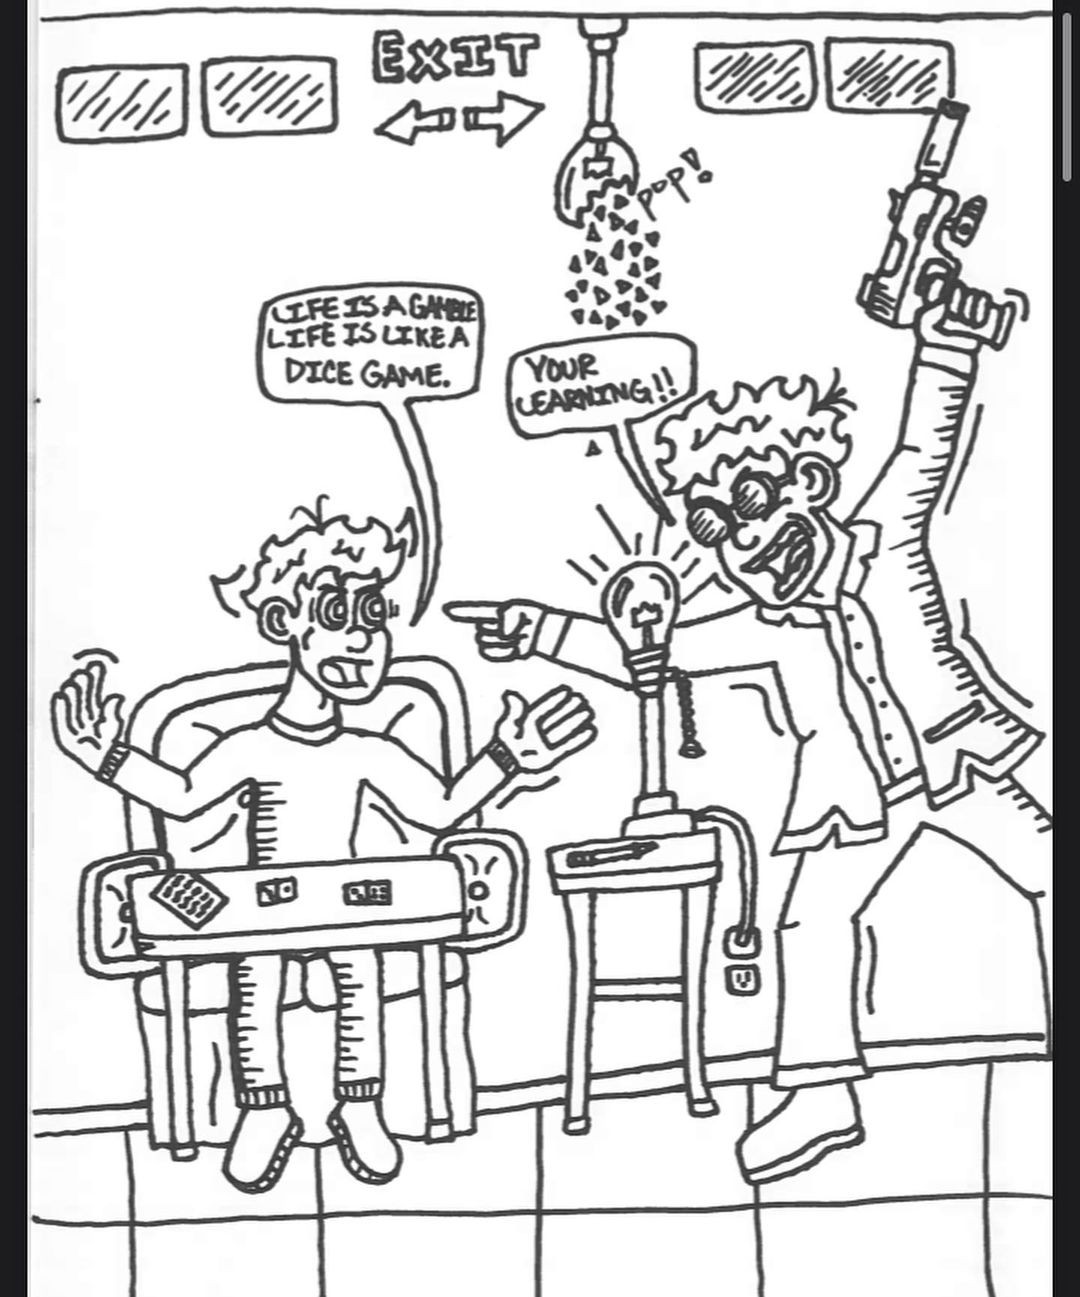 EXIT
POP!
LIFE IS A GAMBLE
LIFE IS LIKE A
DICE GAME.
YOUR
LEARNING!!